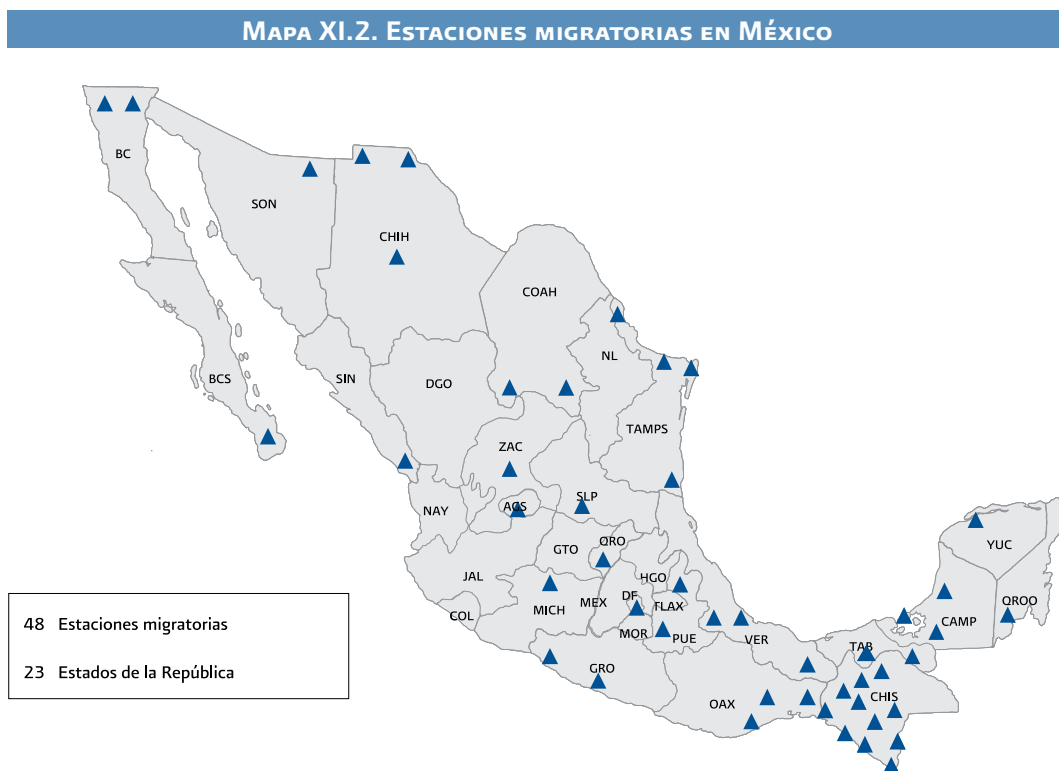 MAPA XI.2. ESTACIONES MIGRATORIAS EN MÉXICO
BC
SON
CHIH
COAH
NL
BCS
SIN
DGO
TAMPS
ZAC
SLP
AGS
NAY
GTO
QRO
YUC
JAL
HGO
QROO
COL
MICH
MEX
DF
TLAX
CAMP
MOR
PUE
VER
TAB
GRO
OAX
CHIS
48 Estaciones migratorias
23 Estados de la República